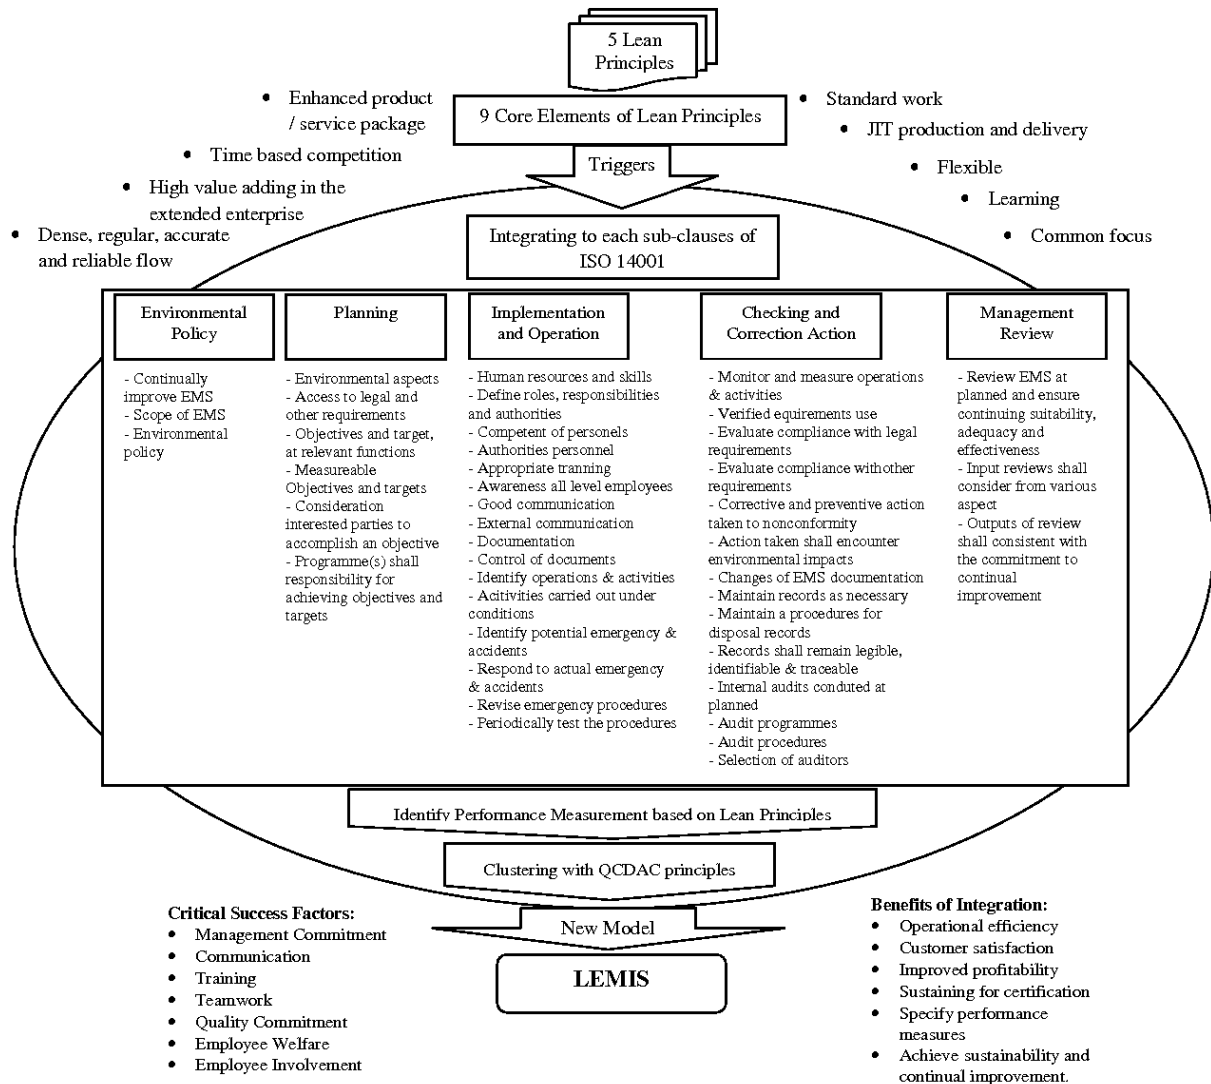 5 Lean
Principles
9 Core Elements of Lean Principles
Triggers
• Enhanced product
/ service package
• Time based competition
• High value adding in the
extended enterprise
• Dense, regular, accurate
and reliable flow
• Standard work
• JIT production and delivery
• Flexible
• Learning
• Common focus
Integrating to each sub-clauses of
ISO 14001
Environmental
Policy
- Continually
improve EMS
- Scope of EMS
- Environmental
policy
Planning
- Environmental aspects
- Access to legal and
other requirements
- Objectives and target,
at relevant functions
- Measureable
Objectives and targets
- Consideration
interested parties to
accomplish an objective
- Programme(s) shall
responsibility for
achieving objectives and
targets
Implementation
and Operation
- Human resources and skills
- Define roles, responsibilities
and authorities
- Competent of personels
- Authorities personnel
- Appropriate tranning
- Awareness all level employees
- Good communication
- External communication
- Documentation
- Control of documents
- Identify operations & activities
- Acitivities carried out under
conditions
- Identify potential emergency &
accidents
- Respond to actual emergency
& accidents
- Revise emergency procedures
- Periodically test the procedures
Checking and
Correction Action
- Monitor and measure operations
& activities
- Verified equirements use
- Evaluate compliance with legal
requirements
- Evaluate compliance withother
requirements
- Corrective and preventive action
taken to nonconformity
- Action taken shall encounter
environmental impacts
- Changes of EMS documentation
- Maintain records as necessary
- Maintain a procedures for
disposal records
- Records shall remain legible,
identifiable & traceable
- Internal audits conduted at
planned
- Audit programmes
- Audit procedures
- Selection of auditors
Management
Review
- Review EMS at
planned and ensure
continuing suitability,
adequacy and
effectiveness
- Input reviews shall
consider from various
aspect
- Outputs of review
shall consistent with
the commitment to
continual
improvement
Identify Performance Measurement based on Lean Principles
Clustering with QCDAC principles
New Model
LEMIS
Critical Success Factors:
• Management Commitment
• Communication
• Training
• Teamwork
• Quality Commitment
• Employee Welfare
• Employee Involvement
Benefits of Integration:
• Operational efficiency
• Customer satisfaction
• Improved profitability
• Sustaining for certification
• Specify performance
measures
• Achieve sustainability and
continual improvement.